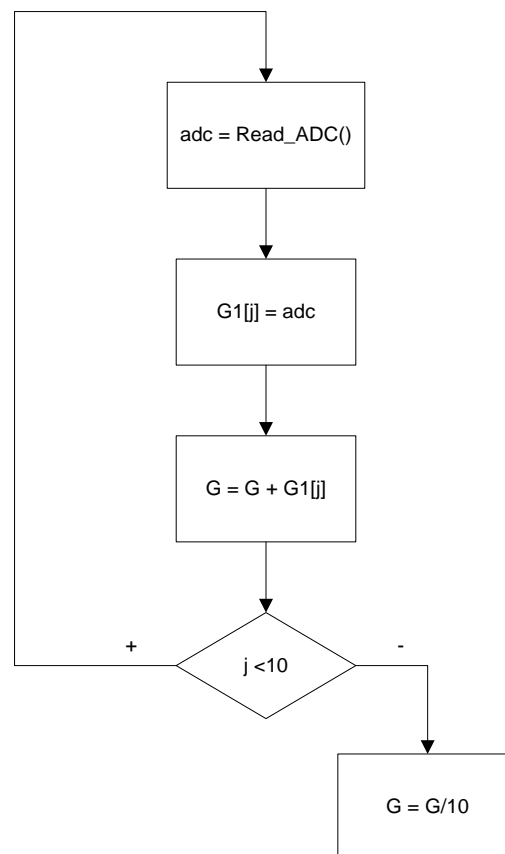 adc = Read_ADC()
G1[j] = adc
G = G + G1[j]
+
j <10
-
G = G/10